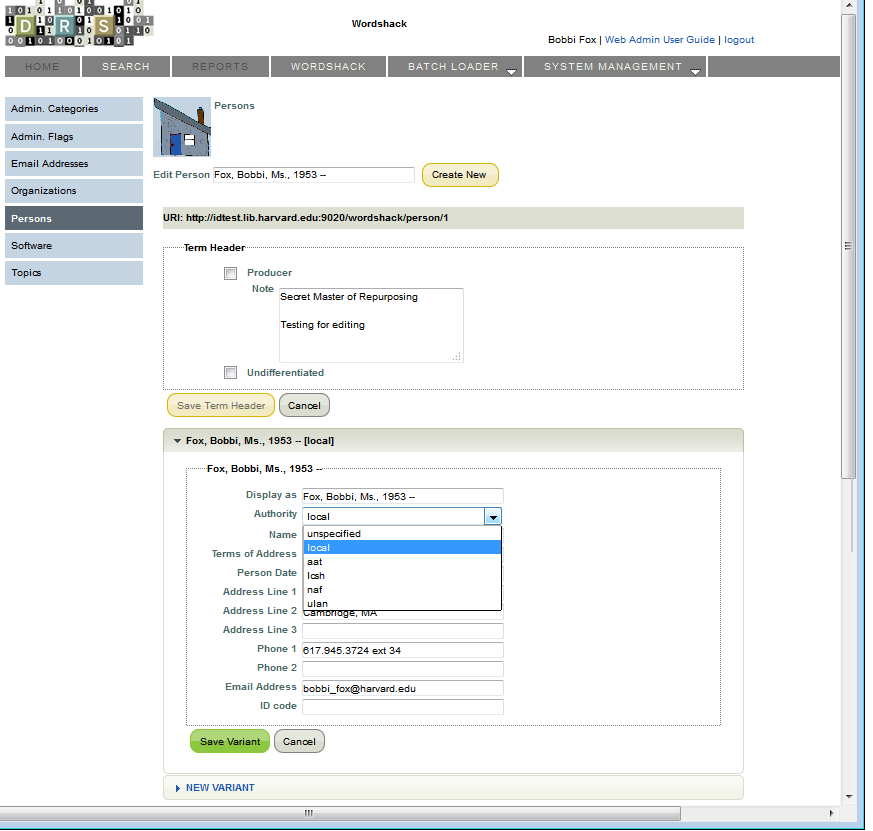 DRS
Wordshack
Bobbi Fox | Web Admin User Guide | logout
HOME SEARCH REPORTS WORDSHACK BATCH LOADER SYSTEM MANAGEMENT
Admin. Categories
Admin. Flags
Email Addresses
Organizations
Persons
Software
Topics
Persons
Edit Person Fox, Bobbi, Ms., 1953 -- Create New
URI: http://idtest.lib.harvard.edu:9020/wordshack/person/1
Term Header
Producer
Note Secret Master of Repurposing
Testing for editing
Undifferentiated
Save Term Header Cancel
Fox, Bobbi, Ms., 1953 -- [local]
Fox, Bobbi, Ms., 1953 --
Display as Fox, Bobbi, Ms., 1953 --
Authority local
unspecified
local
aat
lcsh
naf
ulan
Name
Terms of Address
Person Date
Address Line 1
Address Line 2 Cambridge, MA
Address Line 3
Phone 1 617.945.3724 ext 34
Phone 2
Email Address bobbi_fox@harvard.edu
ID code
Save Variant Cancel
NEW VARIANT